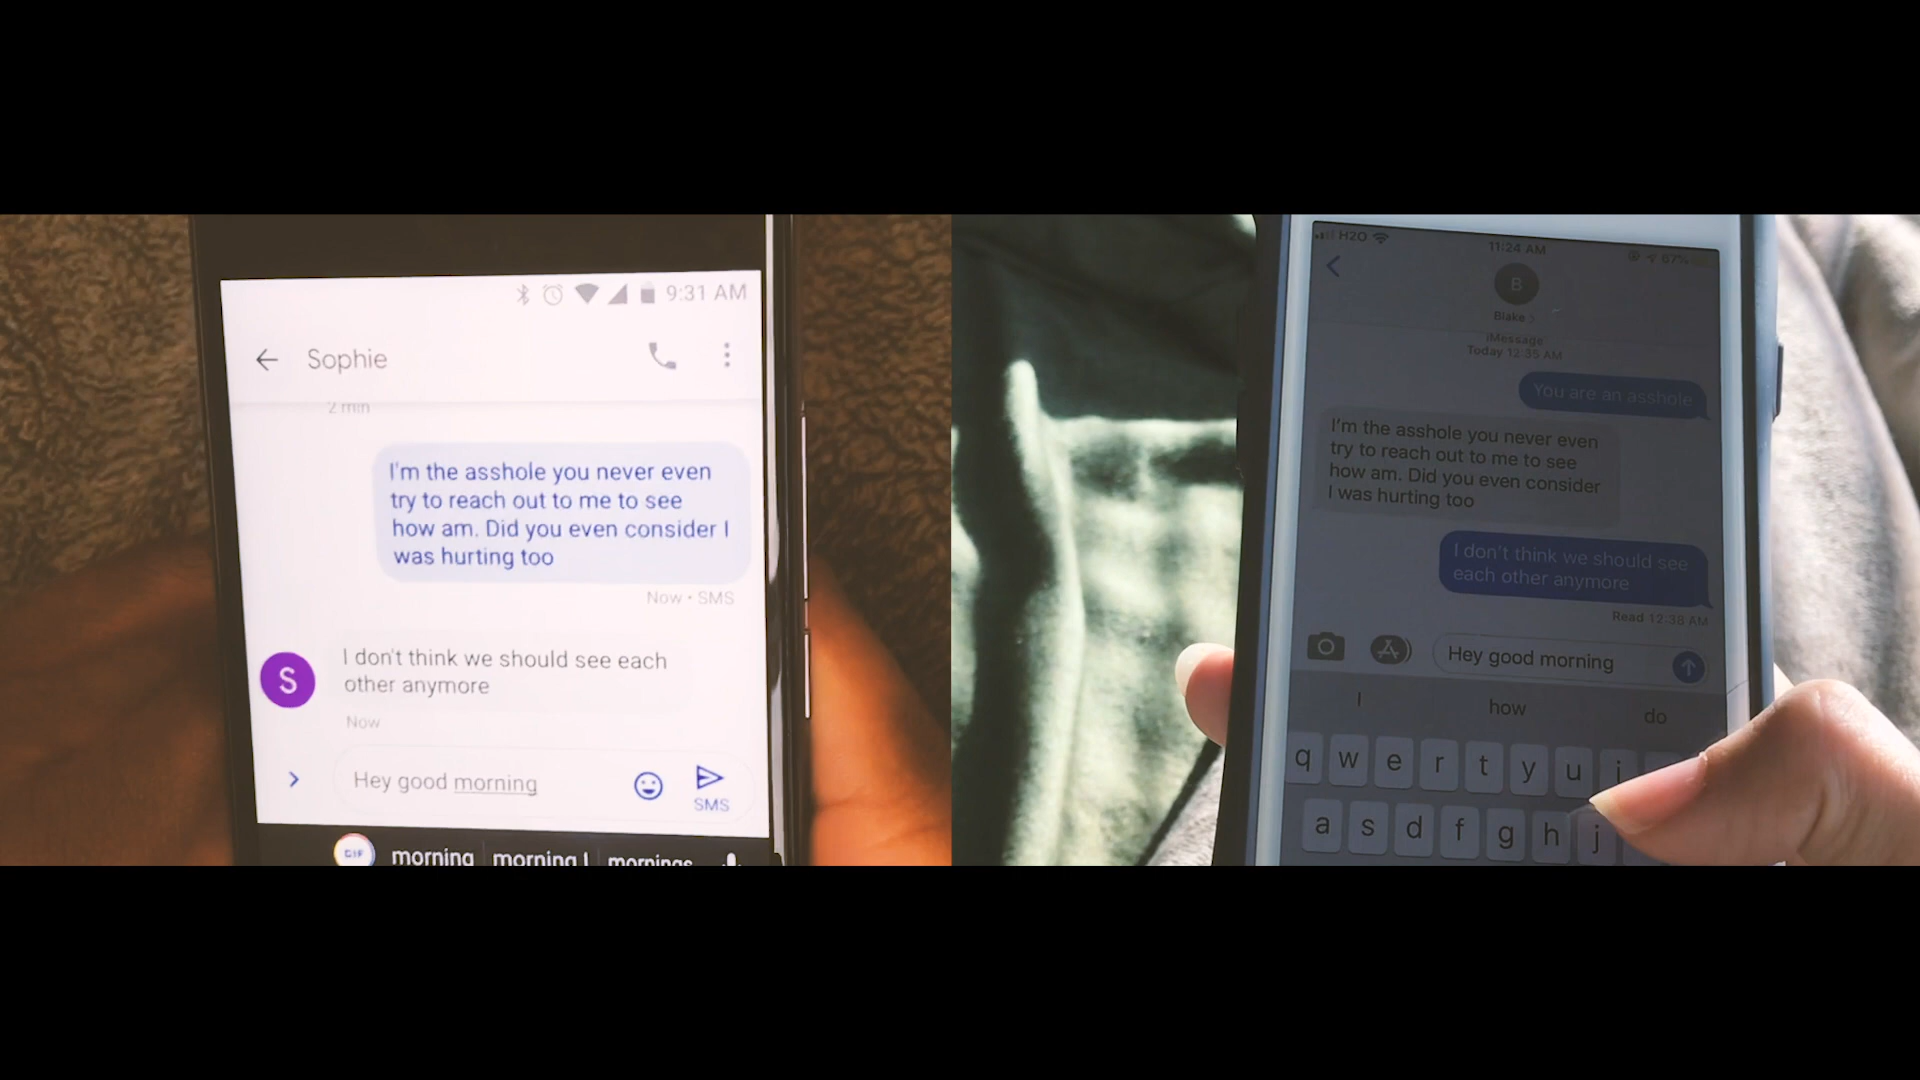 9:31 AM
Sophie
2 min
I'm the asshole you never even
try to reach out to me to see
how am. Did you even consider I
was hurting too
Now • SMS
S
I don't think we should see each
other anymore
Now
Hey good morning
SMS
GIF
morning morning I mornings
H2O
11:24 AM
67%
B
Blake
iMessage
Today 12:35 AM
You are an asshole
I'm the asshole you never even
try to reach out to me to see
how am. Did you even consider
I was hurting too
I don't think we should see
each other anymore
Read 12:38 AM
Hey good morning
I how do
q w e r t y u i
a s d f g h j